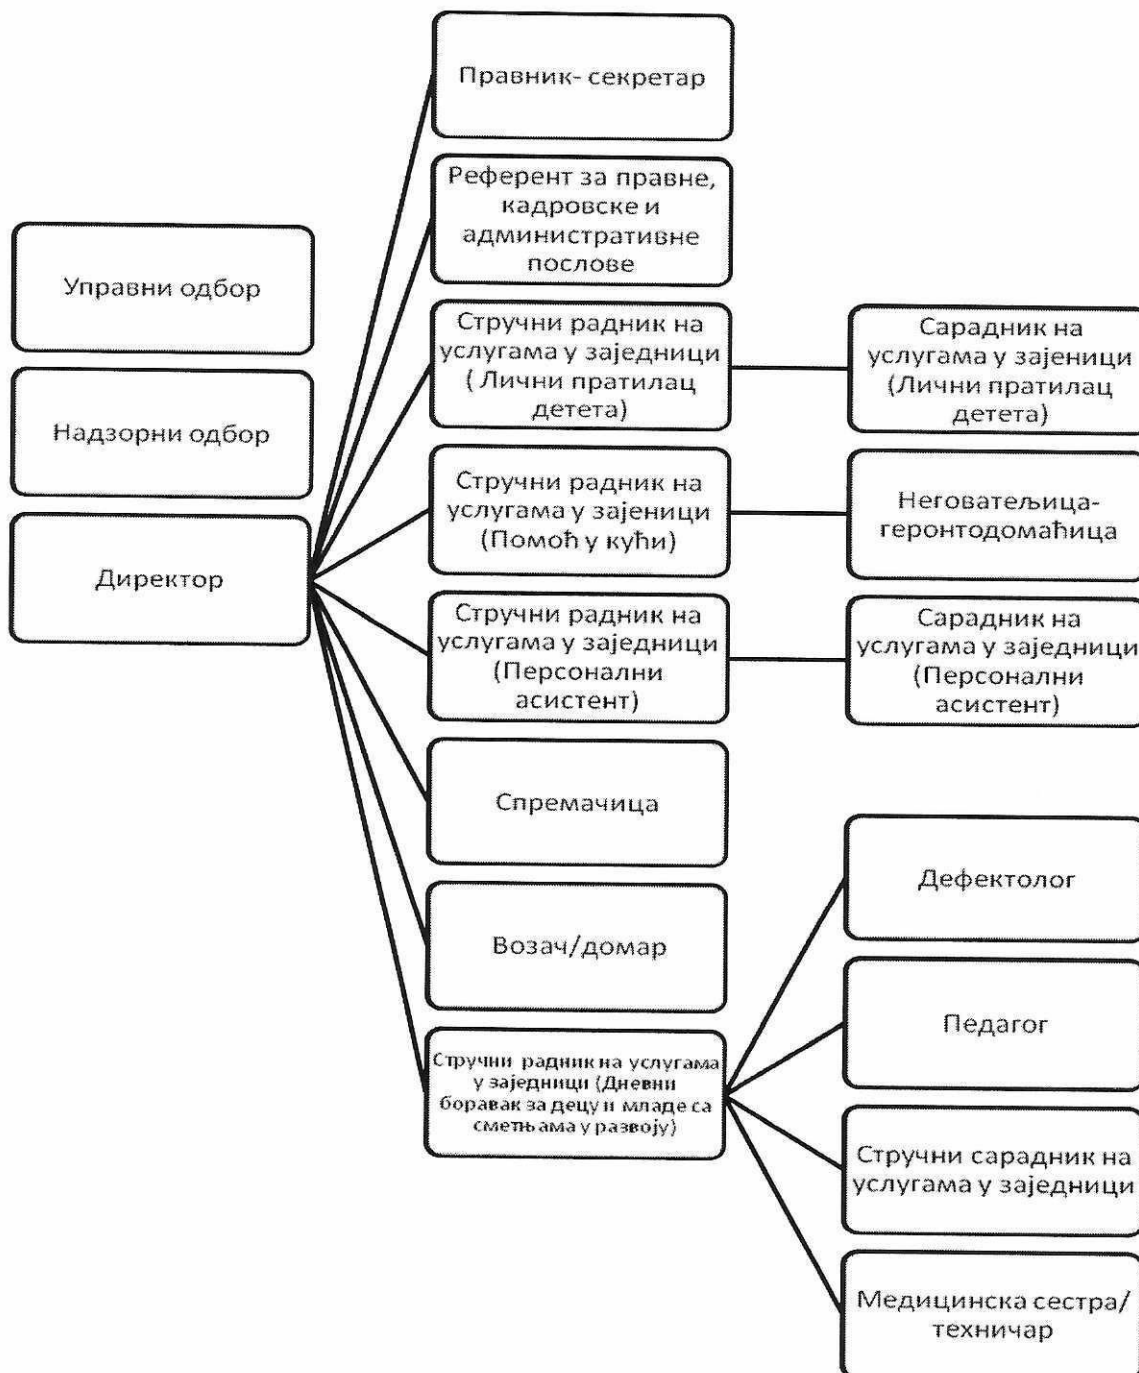 Управни одбор
Надзорни одбор
Директор
Правник- секретар
Референт за правне,
кадровске и
административне
послове
Стручни радник на
услугама у заједници
( Лични пратилац
детета)
Стручни радник на
услугама у зајеници
(Помоћ у кући)
Стручни радник на
услугама у заједници
(Персонални
асистент)
Спремачица
Возач/домар
Стручни радник на услугама
у заједници (Дневни
боравак за децу и младе са
сметњама у развоју)
Сарадник на
услугама у зајеници
(Лични пратилац
детета)
Неговатељица-
геронтодомаћица
Сарадник на
услугама у заједници
(Персонални
асистент)
Дефектолог
Педагог
Стручни сарадник на
услугама у заједници
Медицинска сестра/
техничар